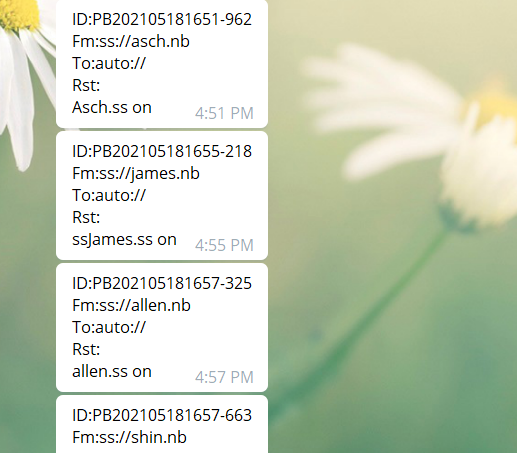 ID:PB202105181651-962
Fm:ss://asch.nb
To:auto://
Rst:
Asch.ss on
4:51 PM
ID:PB202105181655-218
Fm:ss://james.nb
To:auto://
Rst:
ssJames.ss on
4:55 PM
ID:PB202105181657-325
Fm:ss://allen.nb
To:auto://
Rst:
allen.ss on
4:57 PM
ID:PB202105181657-663
Fm:ss://shin.nb